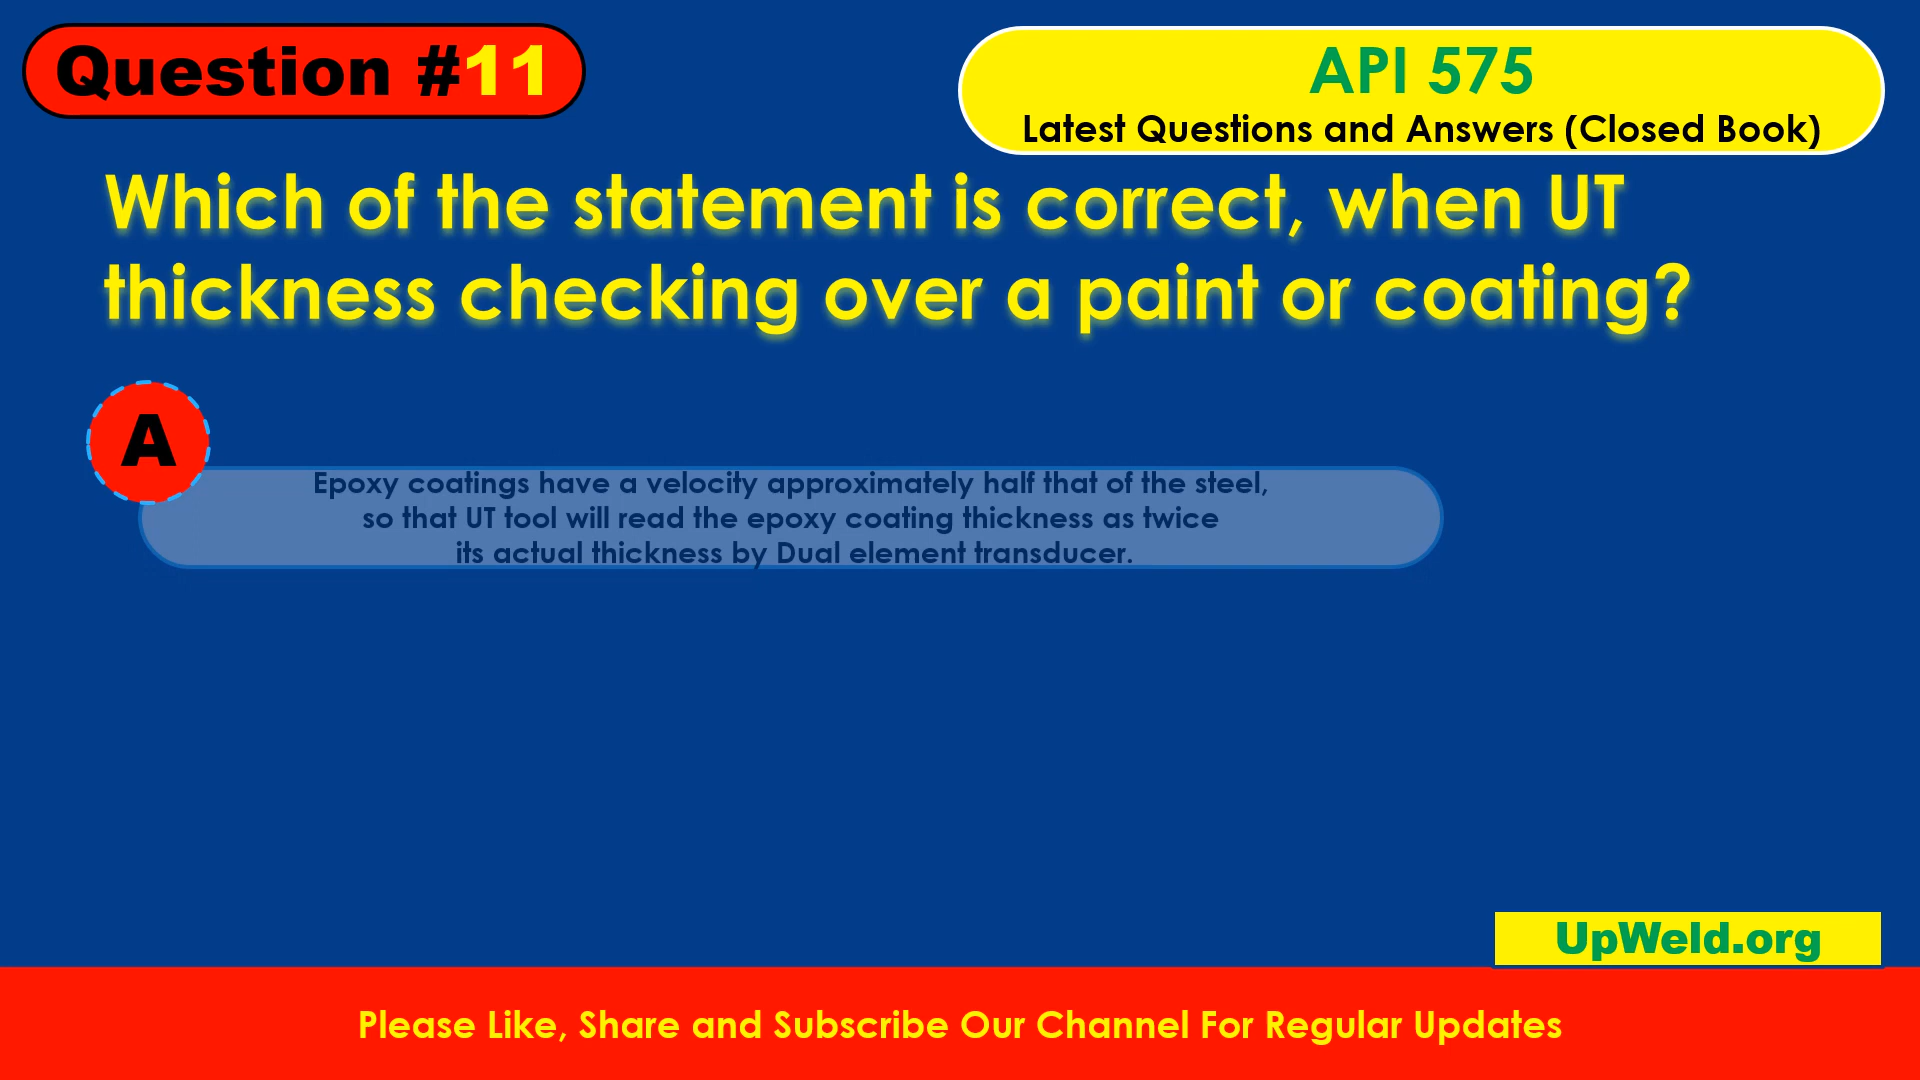 Question #11
API 575
Latest Questions and Answers (Closed Book)
Which of the statement is correct, when UT
thickness checking over a paint or coating?
A
Epoxy coatings have a velocity approximately half that of the steel,
so that UT tool will read the epoxy coating thickness as twice
its actual thickness by Dual element transducer.
UpWeld.org
Please Like, Share and Subscribe Our Channel For Regular Updates